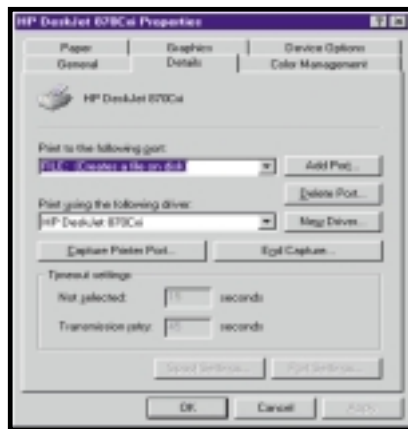 HP DeskJet 870Cxi Properties
Paper Graphics Device Options
General Details Color Management
HP DeskJet 870Cxi
Print to the following port:
FILE: (Creates a file on disk) Add Port...
Delete Port...
Print using the following driver:
HP DeskJet 870Cxi New Driver...
Capture Printer Port... End Capture...
Timeout settings
Not selected: 15 seconds
Transmission retry: 45 seconds
Spool Settings... Port Settings...
OK Cancel Apply